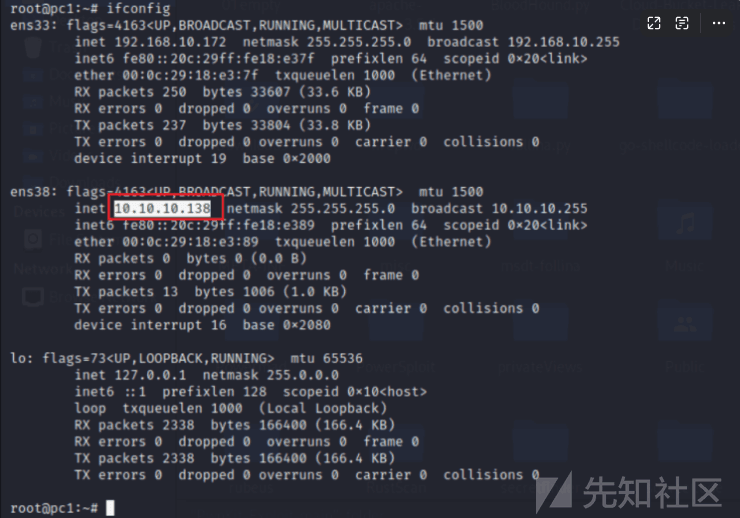 root@pc1:~# ifconfig
ens33: flags=4163<UP,BROADCAST,RUNNING,MULTICAST>  mtu 1500
        inet 192.168.10.172  netmask 255.255.255.0  broadcast 192.168.10.255
        inet6 fe80::20c:29ff:fe18:e37f  prefixlen 64  scopeid 0x20<link>
        ether 00:0c:29:18:e3:7f  txqueuelen 1000  (Ethernet)
        RX packets 250  bytes 33607 (33.6 KB)
        RX errors 0  dropped 0  overruns 0  frame 0
        TX packets 237  bytes 33804 (33.8 KB)
        TX errors 0  dropped 0 overruns 0  carrier 0  collisions 0
        device interrupt 19  base 0x2000

ens38: flags=4163<UP,BROADCAST,RUNNING,MULTICAST>  mtu 1500
        inet 10.10.10.138  netmask 255.255.255.0  broadcast 10.10.10.255
        inet6 fe80::20c:29ff:fe18:e389  prefixlen 64  scopeid 0x20<link>
        ether 00:0c:29:18:e3:89  txqueuelen 1000  (Ethernet)
        RX packets 0  bytes 0 (0.0 B)
        RX errors 0  dropped 0  overruns 0  frame 0
        TX packets 13  bytes 1006 (1.0 KB)
        TX errors 0  dropped 0 overruns 0  carrier 0  collisions 0
        device interrupt 16  base 0x2080

lo: flags=73<UP,LOOPBACK,RUNNING>  mtu 65536
        inet 127.0.0.1  netmask 255.0.0.0
        inet6 ::1  prefixlen 128  scopeid 0x10<host>
        loop  txqueuelen 1000  (Local Loopback)
        RX packets 2338  bytes 166400 (166.4 KB)
        RX errors 0  dropped 0  overruns 0  frame 0
        TX packets 2338  bytes 166400 (166.4 KB)
        TX errors 0  dropped 0 overruns 0  carrier 0  collisions 0

root@pc1:~#
先知社区